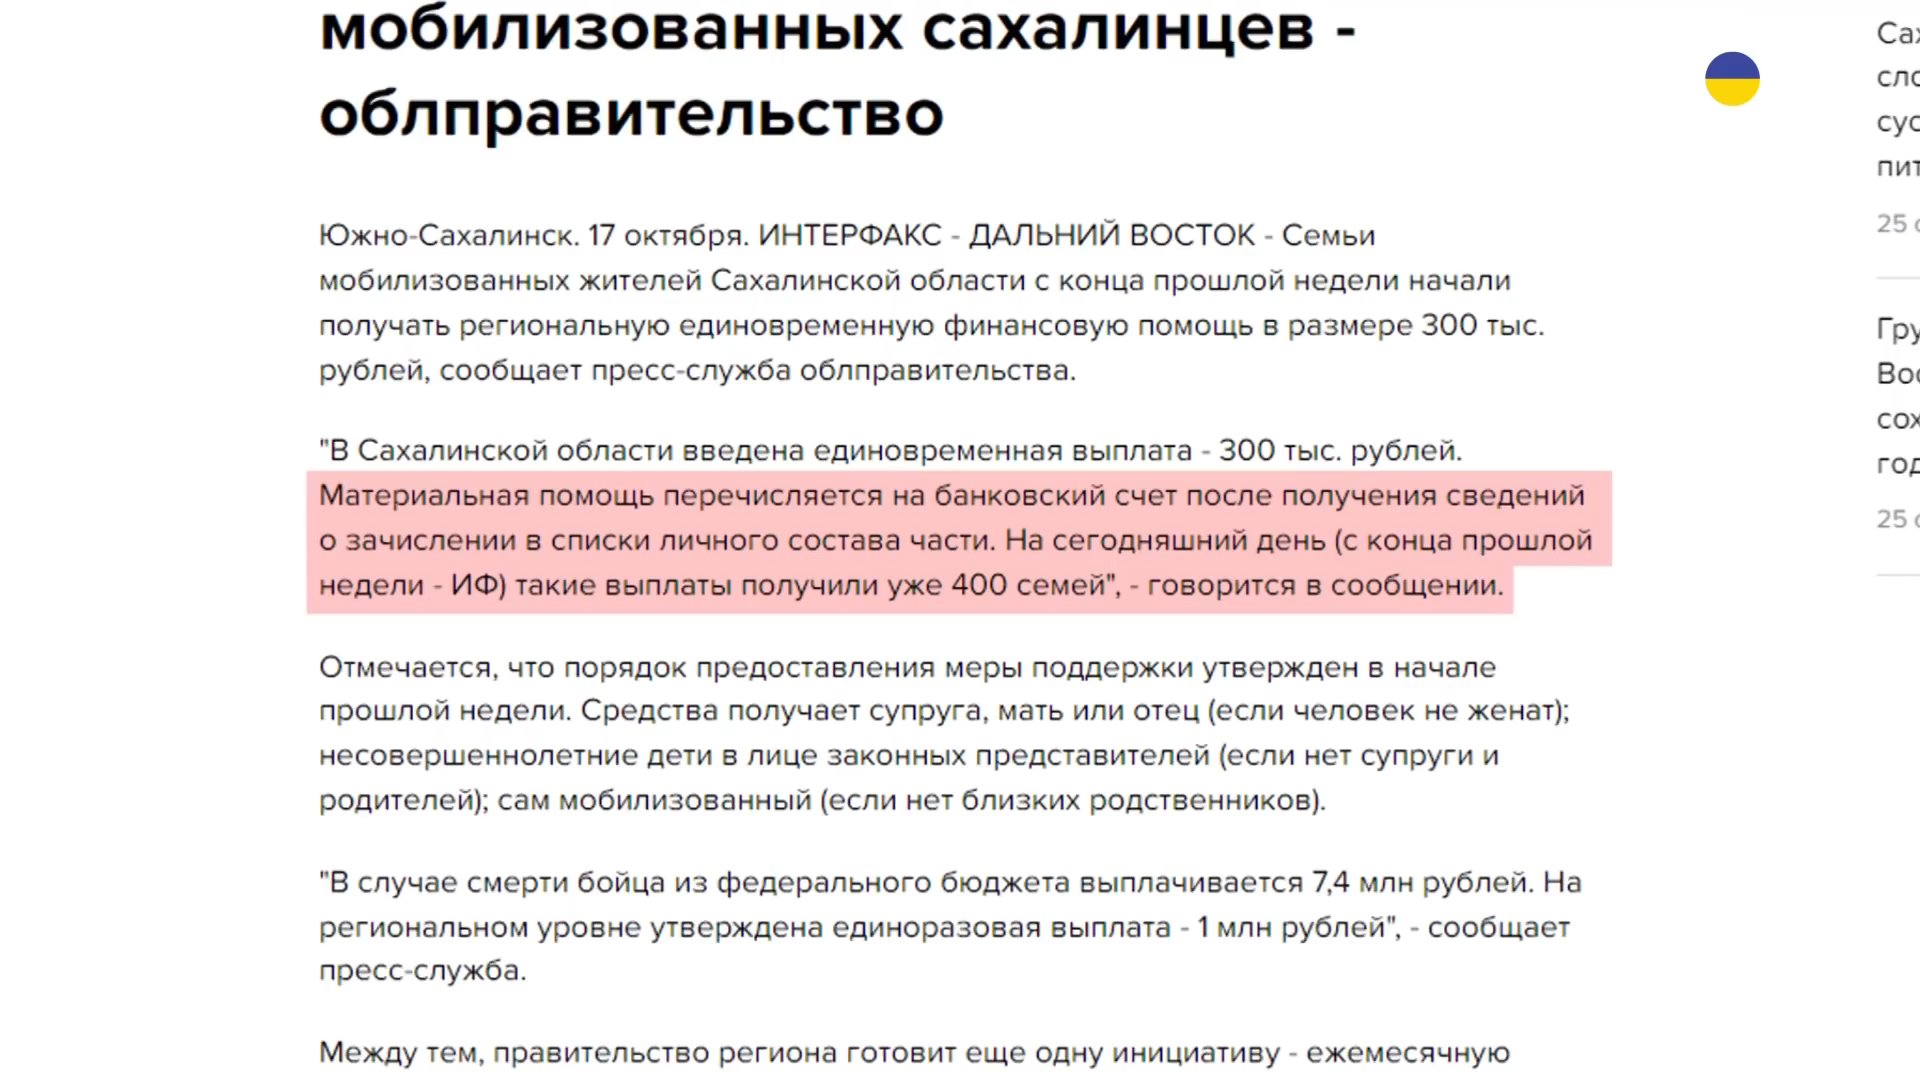 мобилизованных сахалинцев -
облправительство
Южно-Сахалинск. 17 октября. ИНТЕРФАКС - ДАЛЬНИЙ ВОСТОК - Семьи
мобилизованных жителей Сахалинской области с конца прошлой недели начали
получать региональную единовременную финансовую помощь в размере 300 тыс.
рублей, сообщает пресс-служба облправительства.
"В Сахалинской области введена единовременная выплата - 300 тыс. рублей.
Материальная помощь перечисляется на банковский счет после получения сведений
о зачислении в списки личного состава части. На сегодняшний день (с конца прошлой
недели - ИФ) такие выплаты получили уже 400 семей", - говорится в сообщении.
Отмечается, что порядок предоставления меры поддержки утвержден в начале
прошлой недели. Средства получает супруга, мать или отец (если человек не женат);
несовершеннолетние дети в лице законных представителей (если нет супруги и
родителей); сам мобилизованный (если нет близких родственников).
"В случае смерти бойца из федерального бюджета выплачивается 7,4 млн рублей. На
региональном уровне утверждена единоразовая выплата - 1 млн рублей", - сообщает
пресс-служба.
Между тем, правительство региона готовит еще одну инициативу - ежемесячную
25
25